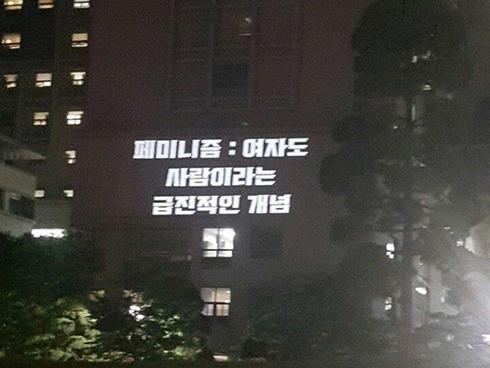 페미니즘 : 여자도
사람이라는
급진적인 개념